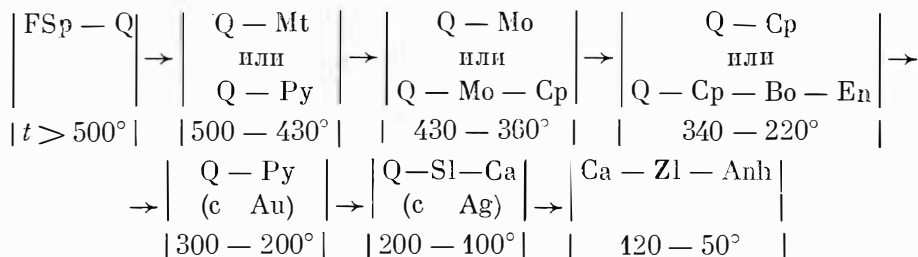 |FSp — Q| → |Q — Mt| → |Q — Mo| → |Q — Cp| →
или или или
Q — Py Q — Mo — Cp Q — Cp — Bo — En
|t > 500°| |500 — 430°| |430 — 360°| |340 — 220°|
→ |Q — Py| → |Q—Sl—Ca| → |Ca — Zl — Anh|
(с Au) (с Ag)
|300 — 200°| |200 — 100°| |120 — 50°|